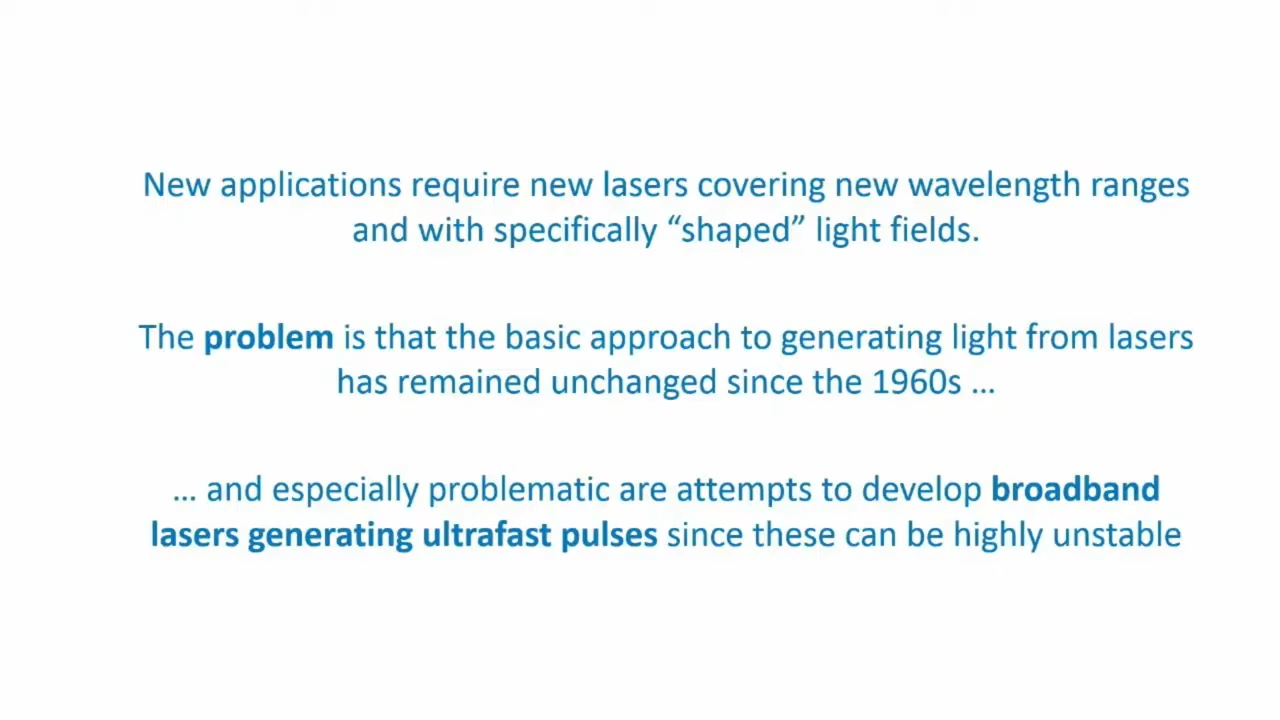 New applications require new lasers covering new wavelength ranges
and with specifically “shaped” light fields.
The problem is that the basic approach to generating light from lasers
has remained unchanged since the 1960s …
… and especially problematic are attempts to develop broadband
lasers generating ultrafast pulses since these can be highly unstable